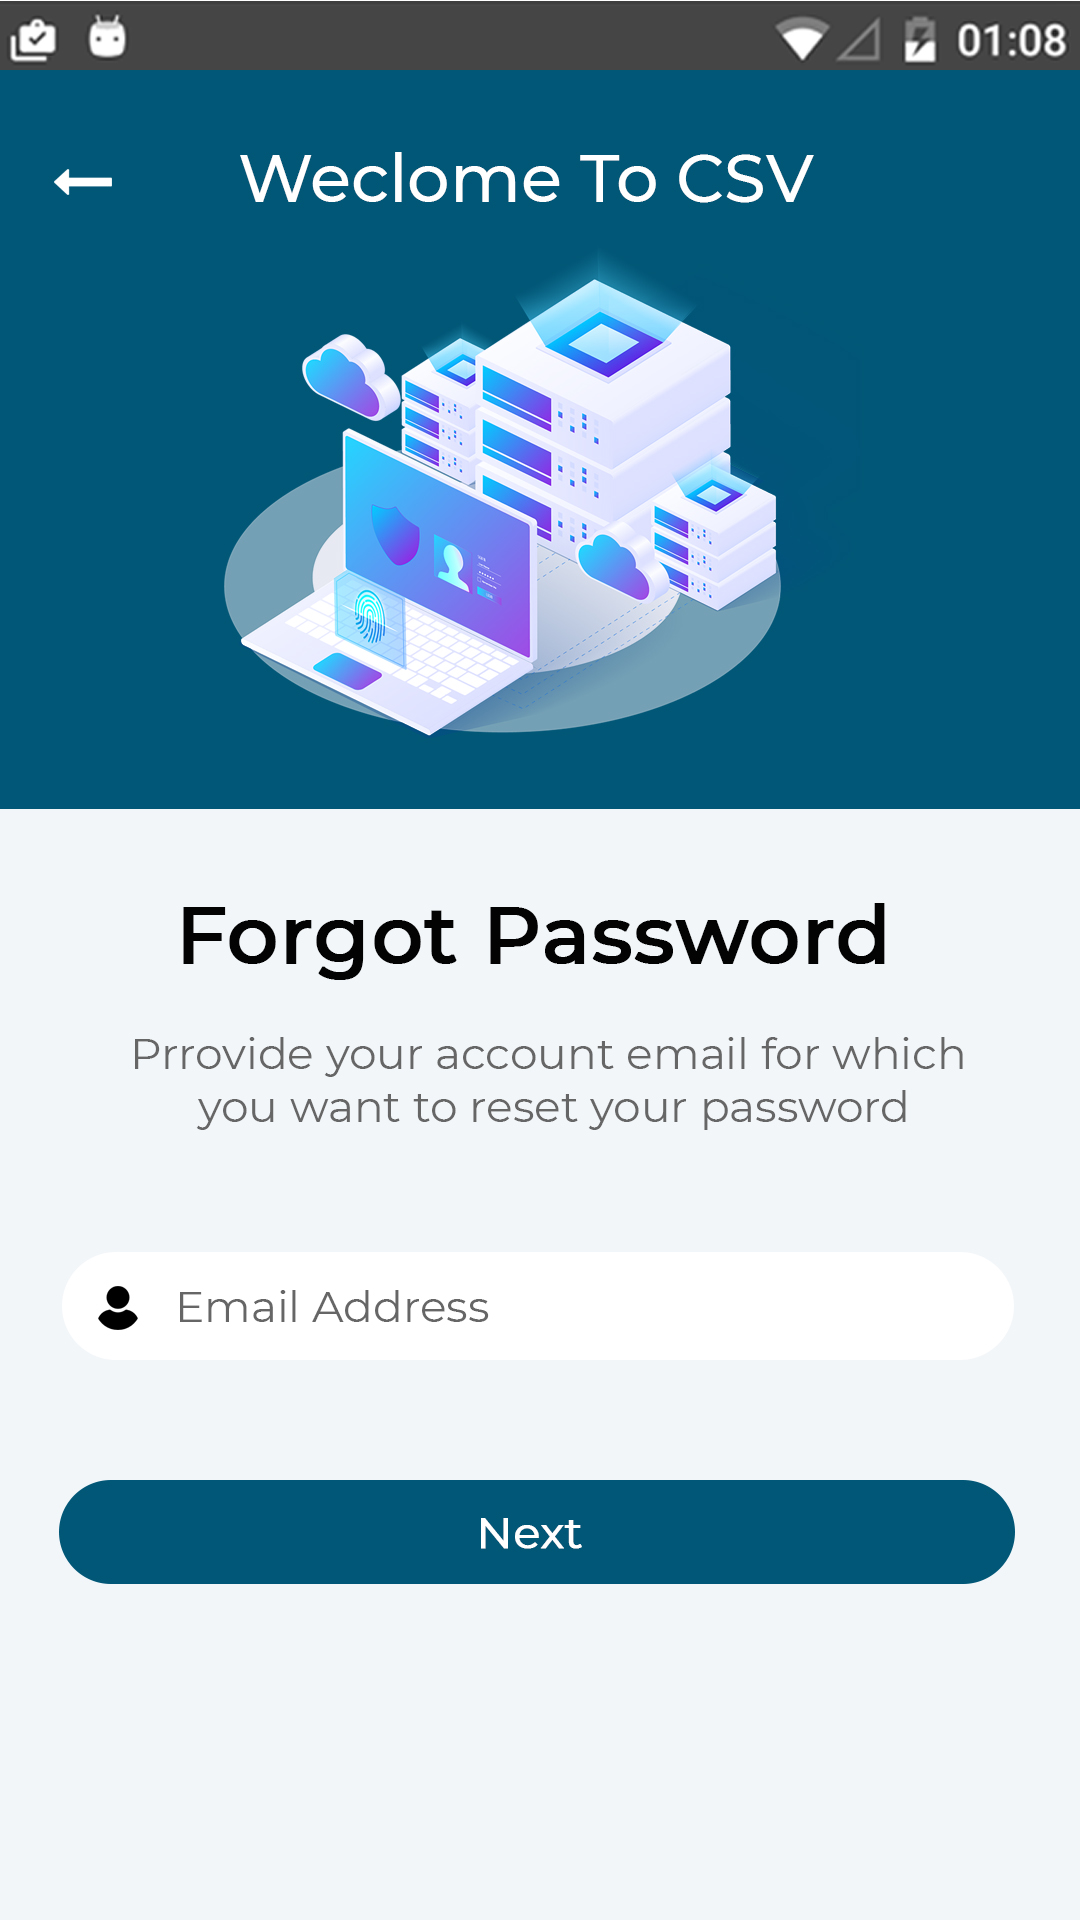 01:08
Weclome To CSV
Forgot Password
Prrovide your account email for which
you want to reset your password
Email Address
Next